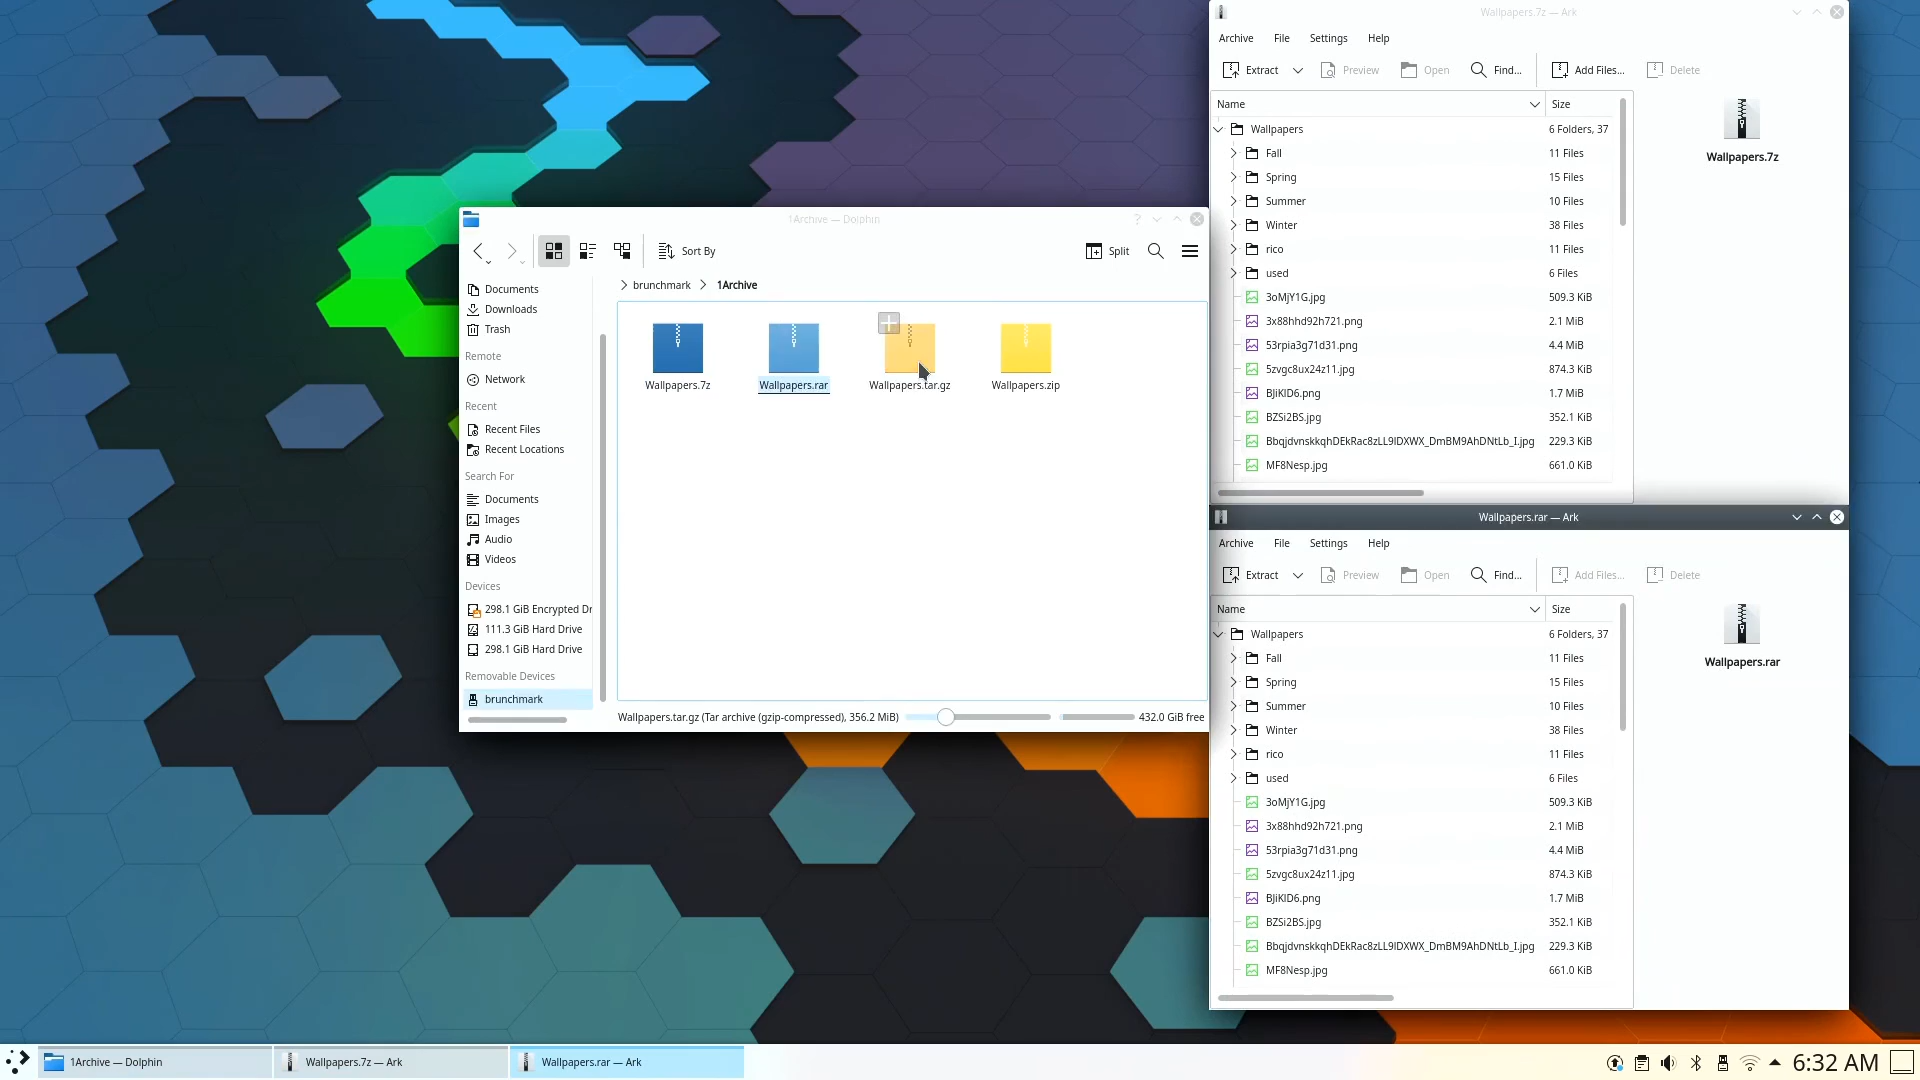 Wallpapers.7z — Ark
Archive File Settings Help
Extract Preview Open Find... Add Files... Delete
Name Size
Wallpapers 6 Folders, 37
Fall 11 Files
Spring 15 Files
Summer 10 Files
Winter 38 Files
rico 11 Files
used 6 Files
3oMjY1G.jpg 509.3 KiB
3x88hhd92h721.png 2.1 MiB
53rpia3g71d31.png 4.4 MiB
5zvgc8ux24z11.jpg 874.3 KiB
BJiKlD6.png 1.7 MiB
BZSi2BS.jpg 352.1 KiB
BbqjdvnskkqhDEkRac8zLL9lDXWX_DmBM9AhDNtLb_I.jpg 229.3 KiB
MF8Nesp.jpg 661.0 KiB
Wallpapers.7z
1Archive — Dolphin
Sort By Split
brunchmark 1Archive
Documents
Downloads
Trash
Remote
Network
Recent
Recent Files
Recent Locations
Search For
Documents
Images
Audio
Videos
Devices
298.1 GiB Encrypted Dr
111.3 GiB Hard Drive
298.1 GiB Hard Drive
Removable Devices
brunchmark
Wallpapers.7z Wallpapers.rar Wallpapers.tar.gz Wallpapers.zip
Wallpapers.tar.gz (Tar archive (gzip-compressed), 356.2 MiB) 432.0 GiB free
Wallpapers.rar — Ark
Archive File Settings Help
Extract Preview Open Find... Add Files... Delete
Name Size
Wallpapers 6 Folders, 37
Fall 11 Files
Spring 15 Files
Summer 10 Files
Winter 38 Files
rico 11 Files
used 6 Files
3oMjY1G.jpg 509.3 KiB
3x88hhd92h721.png 2.1 MiB
53rpia3g71d31.png 4.4 MiB
5zvgc8ux24z11.jpg 874.3 KiB
BJiKlD6.png 1.7 MiB
BZSi2BS.jpg 352.1 KiB
BbqjdvnskkqhDEkRac8zLL9lDXWX_DmBM9AhDNtLb_I.jpg 229.3 KiB
MF8Nesp.jpg 661.0 KiB
Wallpapers.rar
1Archive — Dolphin Wallpapers.7z — Ark Wallpapers.rar — Ark 6:32 AM